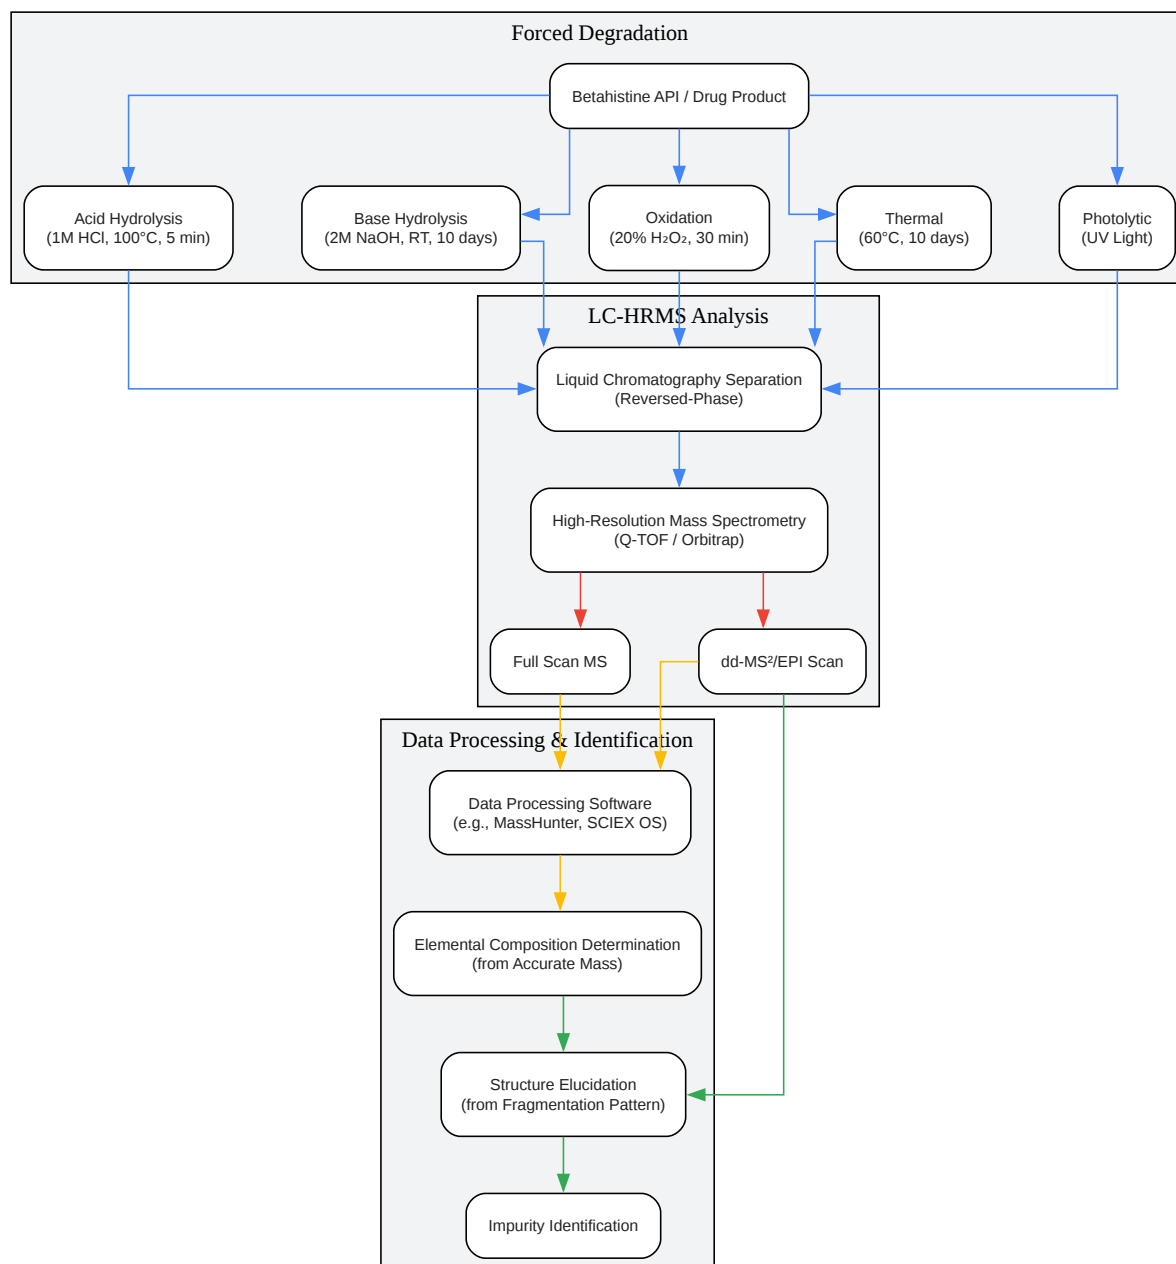 Forced Degradation
Betahistine API / Drug Product
Acid Hydrolysis
(1M HCl, 100°C, 5 min)
Base Hydrolysis
(2M NaOH, RT, 10 days)
Oxidation
(20% H₂O₂, 30 min)
Thermal
(60°C, 10 days)
Photolytic
(UV Light)
LC-HRMS Analysis
Liquid Chromatography Separation
(Reversed-Phase)
High-Resolution Mass Spectrometry
(Q-TOF / Orbitrap)
Full Scan MS
dd-MS²/EPI Scan
Data Processing & Identification
Data Processing Software
(e.g., MassHunter, SCIEX OS)
Elemental Composition Determination
(from Accurate Mass)
Structure Elucidation
(from Fragmentation Pattern)
Impurity Identification